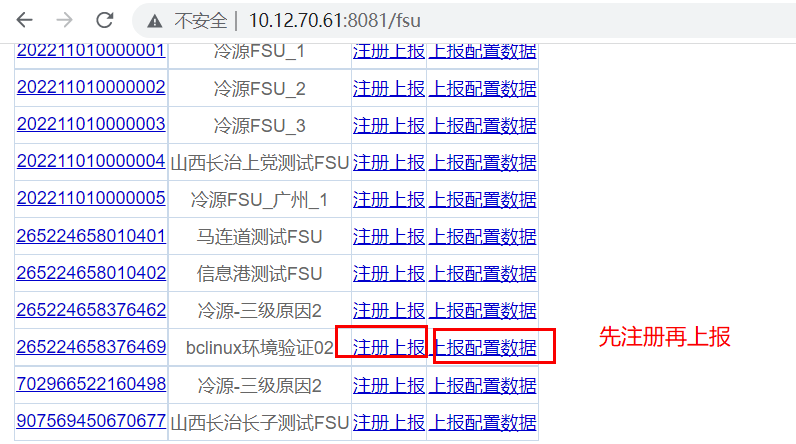 不安全 | 10.12.70.61:8081/fsu
202211010000001 冷源FSU_1 注册上报 上报配置数据
202211010000002 冷源FSU_2 注册上报 上报配置数据
202211010000003 冷源FSU_3 注册上报 上报配置数据
202211010000004 山西长治上党测试FSU 注册上报 上报配置数据
202211010000005 冷源FSU_广州_1 注册上报 上报配置数据
265224658010401 马连道测试FSU 注册上报 上报配置数据
265224658010402 信息港测试FSU 注册上报 上报配置数据
265224658376462 冷源-三级原因2 注册上报 上报配置数据
265224658376469 bclinux环境验证02 注册上报 上报配置数据 先注册再上报
702966522160498 冷源-三级原因2 注册上报 上报配置数据
907569450670677 山西长治长子测试FSU 注册上报 上报配置数据